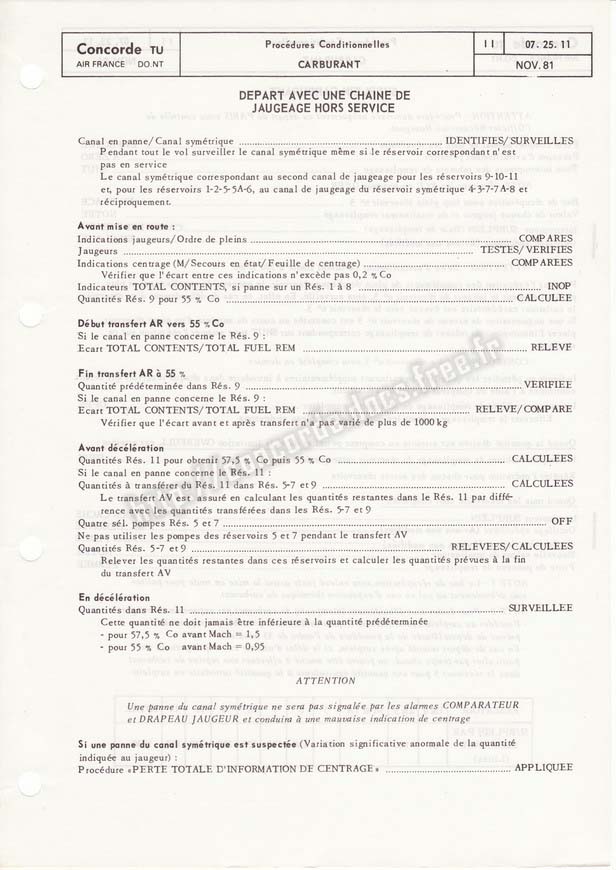 Concorde TU
AIR FRANCE DO.NT
Procédures Conditionnelles
CARBURANT
11
07. 25. 11
NOV. 81
DEPART AVEC UNE CHAINE DE
JAUGEAGE HORS SERVICE
Canal en panne/Canal symétrique ... IDENTIFIES/SURVEILLES
Pendant tout le vol surveiller le canal symétrique même si le réservoir correspondant n'est
pas en service
Le canal symétrique correspond au second canal de jaugeage pour les réservoirs 9-10-11
et, pour les réservoirs 1-2-5-5A-6, au canal de jaugeage du réservoir symétrique 4-3-7-7A-8 et
réciproquement.
Avant mise en route :
Indications jaugeurs/Ordre de pleins ... COMPARES
Jaugeurs ... TESTES/VERIFIES
Indications centrage (M/Secours en état/Feuille de centrage) ... COMPAREES
Vérifier que l'écart entre ces indications n'excède pas 0,2 % Co
Indicateurs TOTAL CONTENTS, si panne sur un Rés. 1 à 8 ... INOP
Quantités Rés. 9 pour 55 % Co ... CALCULEE
Début transfert AR vers 55 % Co
Si le canal en panne concerne le Rés. 9 :
Ecart TOTAL CONTENTS/TOTAL FUEL REM ... RELEVE
Fin transfert AR à 55 %
Quantité prédéterminée dans Rés. 9 ... VERIFIEE
Si le canal en panne concerne le Rés. 9 :
Ecart TOTAL CONTENTS/TOTAL FUEL REM ... RELEVE/COMPARE
Vérifier que l'écart avant et après transfert n'a pas varié de plus de 1000 kg
Avant décélération
Quantités Rés. 11 pour obtenir 57,5 % Co puis 55 % Co ... CALCULEES
Si le canal en panne concerne le Rés. 11 :
Quantités à transférer du Rés. 11 dans Rés. 5-7 et 9 ... CALCULEES
Le transfert AV est assuré en calculant les quantités restantes dans le Rés. 11 par diffé-
rence avec les quantités transférées dans les Rés. 5-7 et 9
Quatre sél. pompes Rés. 5 et 7 ... OFF
Ne pas utiliser les pompes des réservoirs 5 et 7 pendant le transfert AV
Quantités Rés. 5-7 et 9 ... RELEVEES/CALCULEES
Relever les quantités restantes dans ces réservoirs et calculer les quantités prévues à la fin
du transfert AV
En décélération
Quantités dans Rés. 11 ... SURVEILLEE
Cette quantité ne doit jamais être inférieure à la quantité prédéterminée
- pour 57,5 % Co avant Mach = 1,5
- pour 55 % Co avant Mach = 0,95
ATTENTION
Une panne du canal symétrique ne sera pas signalée par les alarmes COMPARATEUR
et DRAPEAU JAUGEUR et conduira à une mauvaise indication de centrage
Si une panne du canal symétrique est suspectée (Variation significative anormale de la quantité
indiquée au jaugeur) :
Procédure «PERTE TOTALE D'INFORMATION DE CENTRAGE» ... APPLIQUEE
http://concorde.docs.free.fr